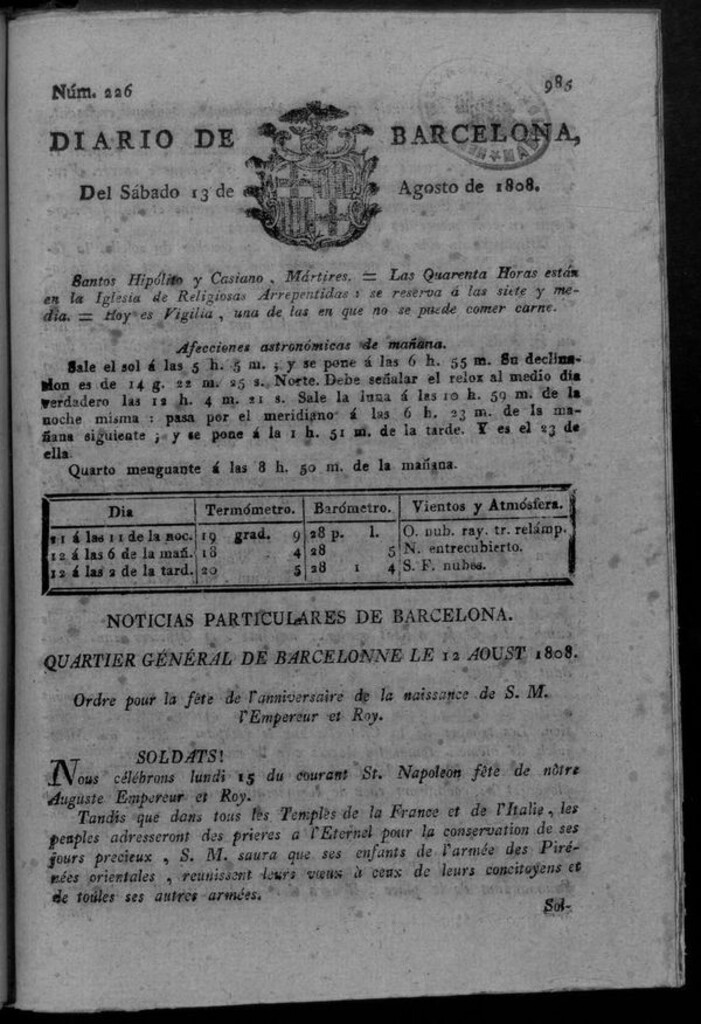 Núm. 226
985
DIARIO DE BARCELONA,
Del Sábado 13 de Agosto de 1808.
Santos Hipólito y Casiano, Mártires. = Las Quarenta Horas están
en la Iglesia de Religiosas Arrepentidas: se reserva á las siete y me-
dia. = Hoy es Vigilia, una de las en que no se puede comer carne.
Afecciones astronómicas de mañana.
Sale el sol á las 5 h. 5 m.; y se pone á las 6 h. 55 m. Su declina-
cion es de 14 g. 22 m. 25 s. Norte. Debe señalar el relox al medio dia
verdadero las 12 h. 4 m. 21 s. Sale la luna á las 10 h. 59 m. de la
noche misma: pasa por el meridiano á las 6 h. 23 m. de la ma-
ñana siguiente; y se pone á la 1 h. 51 m. de la tarde. Y es el 23 de
ella.
Quarto menguante á las 8 h. 50 m. de la mañana.
Dia Termómetro. Barómetro. Vientos y Atmósfera.
11 á las 11 de la noc. 19 grad. 9 28 p. l. O. nub. ray. tr. relámp.
12 á las 6 de la mañ. 18 4 28 5 N. entrecubierto.
12 á las 2 de la tard. 20 5 28 1 4 S. F. nubes.
NOTICIAS PARTICULARES DE BARCELONA.
QUARTIER GÉNÉRAL DE BARCELONNE LE 12 AOUST 1808.
Ordre pour la fête de l'anniversaire de la naissance de S. M.
l'Empereur et Roy.
SOLDATS!
Nous célébrons lundi 15 du courant St. Napoleon fête de nôtre
Auguste Empereur et Roy.
Tandis que dans tous les Temples de la France et de l'Italie, les
peuples adresseront des prieres a l'Eternel pour la conservation de ses
jours precieux, S. M. saura que ses enfants de l'armée des Piré-
nées orientales, reunissent leurs vœux à ceux de leurs concitoyens et
de toutes ses autres armées.
Sol-